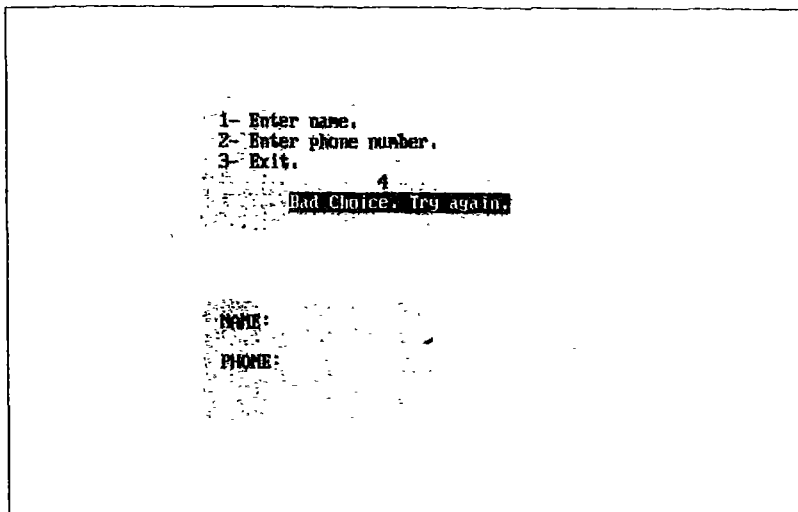 1- Enter name.
2- Enter phone number.
3- Exit.
4
Bad Choice. Try again.
NAME:
PHONE: